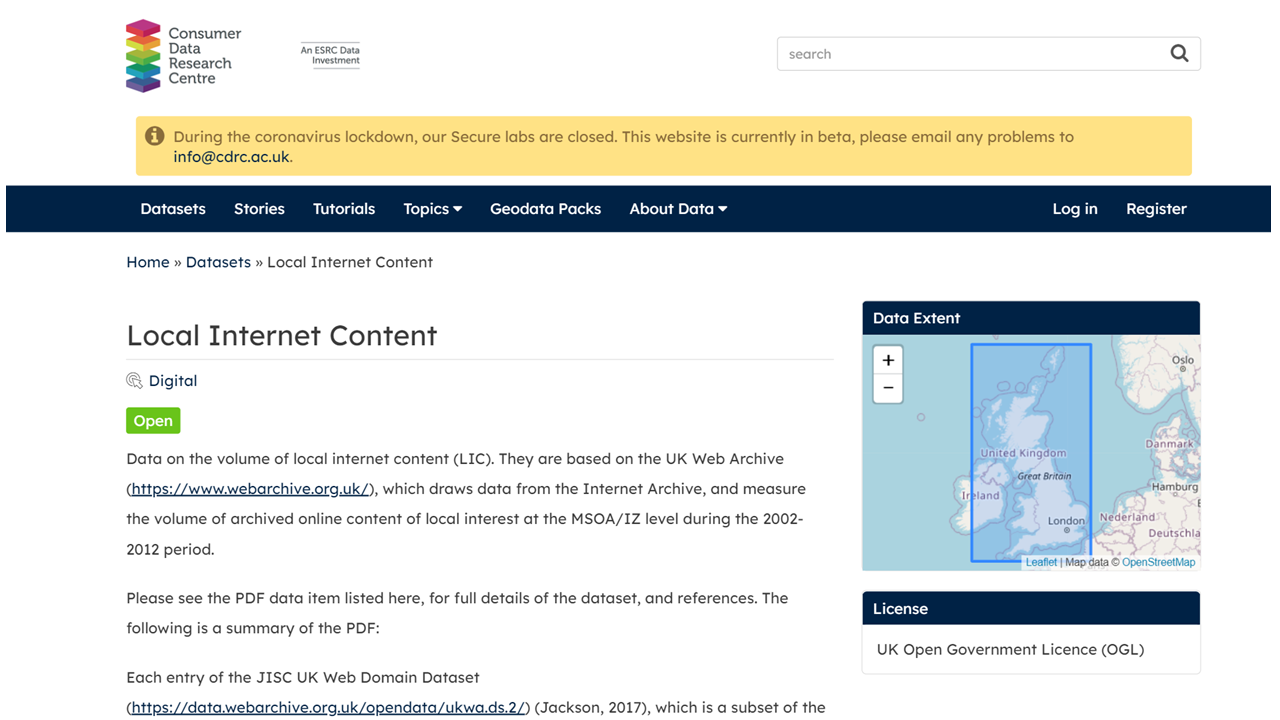 Consumer
Data
Research
Centre
An ESRC Data
Investment
search
During the coronavirus lockdown, our Secure labs are closed. This website is currently in beta, please email any problems to
info@cdrc.ac.uk.
Datasets Stories Tutorials Topics Geodata Packs About Data Log in Register
Home » Datasets » Local Internet Content
Local Internet Content
Digital
Open
Data on the volume of local internet content (LIC). They are based on the UK Web Archive
(https://www.webarchive.org.uk/), which draws data from the Internet Archive, and measure
the volume of archived online content of local interest at the MSOA/IZ level during the 2002-
2012 period.
Please see the PDF data item listed here, for full details of the dataset, and references. The
following is a summary of the PDF:
Each entry of the JISC UK Web Domain Dataset
(https://data.webarchive.org.uk/opendata/ukwa.ds.2/) (Jackson, 2017), which is a subset of the
Data Extent
+
−
Oslo
Danmark
United Kingdom
Great Britain
Hamburg
Ireland
London
Nederland
Deutschla
Leaflet | Map data © OpenStreetMap
License
UK Open Government Licence (OGL)